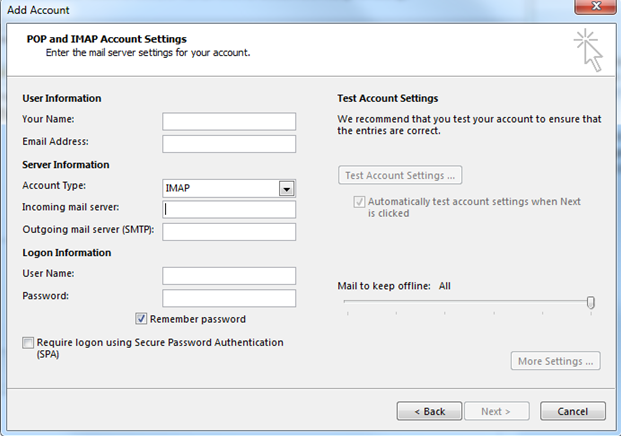 Add Account
POP and IMAP Account Settings
Enter the mail server settings for your account.
User Information
Your Name:
Email Address:
Server Information
Account Type:
IMAP
Incoming mail server:
Outgoing mail server (SMTP):
Logon Information
User Name:
Password:
Remember password
Require logon using Secure Password Authentication
(SPA)
Test Account Settings
We recommend that you test your account to ensure that
the entries are correct.
Test Account Settings ...
Automatically test account settings when Next
is clicked
Mail to keep offline: All
More Settings ...
< Back
Next >
Cancel